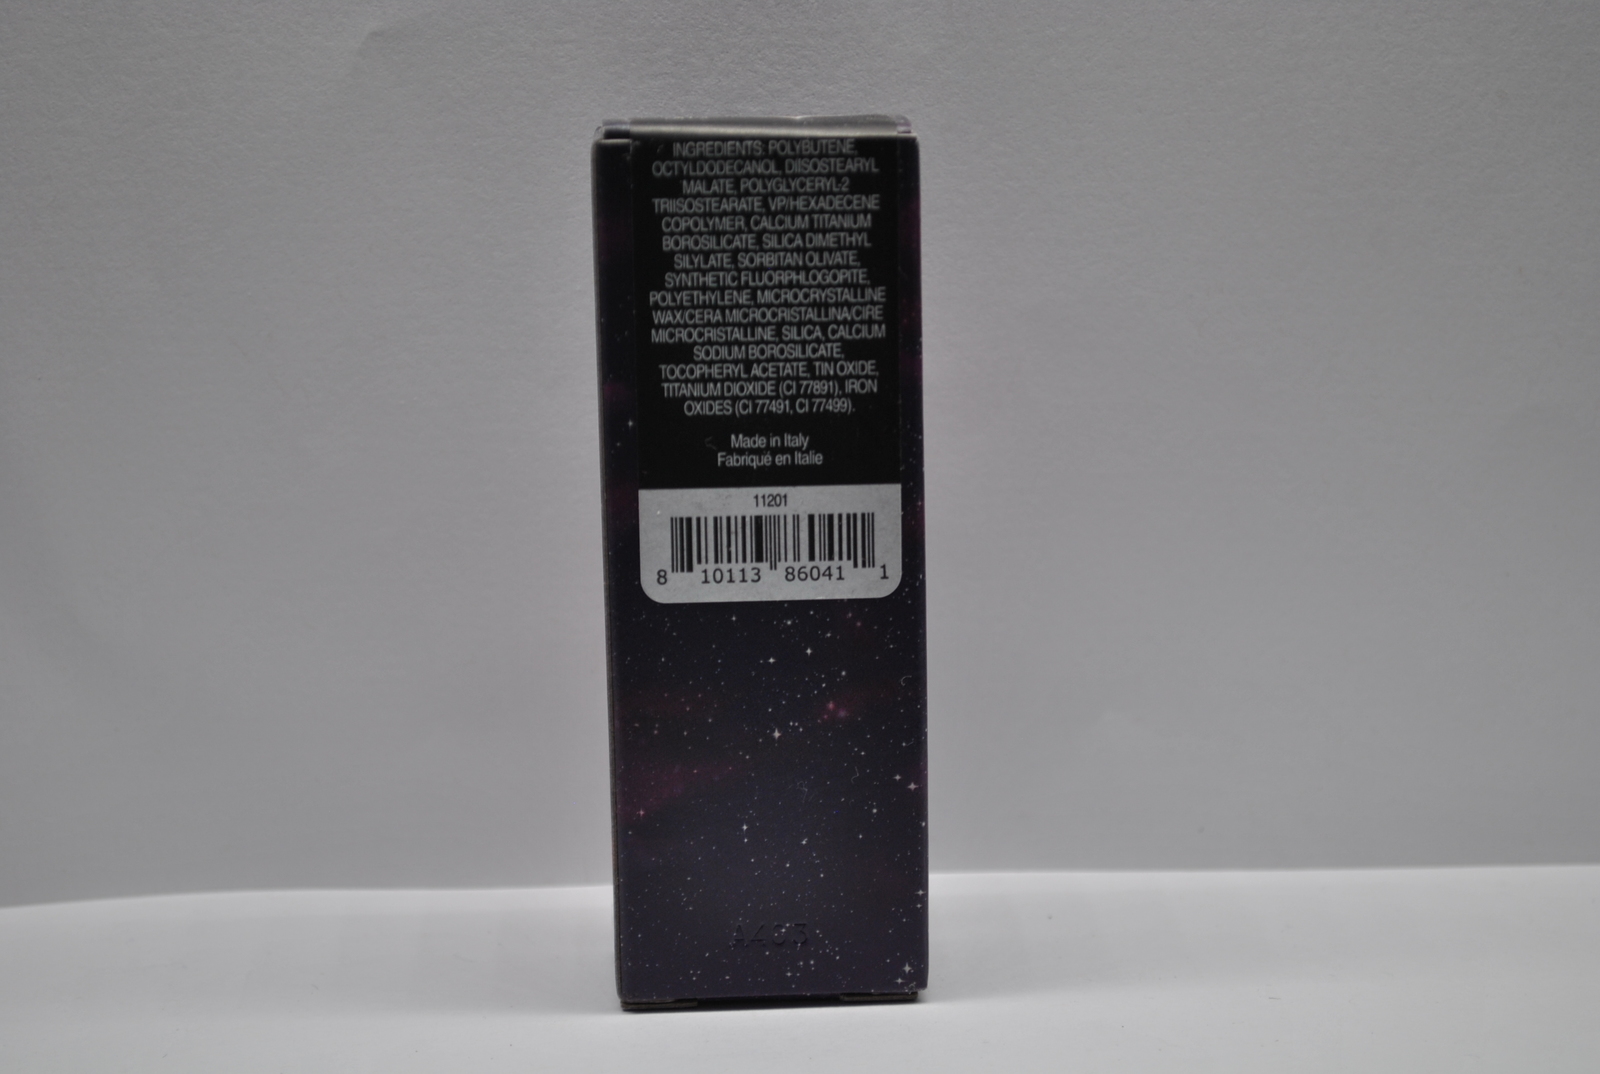 INGREDIENTS: POLYBUTENE,
OCTYLDODECANOL, DIISOSTEARYL
MALATE, POLYGLYCERYL-2
TRIISOSTEARATE, VP/HEXADECENE
COPOLYMER, CALCIUM TITANIUM
BOROSILICATE, SILICA DIMETHYL
SILYLATE, SORBITAN OLIVATE,
SYNTHETIC FLUORPHLOGOPITE,
POLYETHYLENE, MICROCRYSTALLINE
WAX/CERA MICROCRISTALLINA/CIRE
MICROCRISTALLINE, SILICA, CALCIUM
SODIUM BOROSILICATE,
TOCOPHERYL ACETATE, TIN OXIDE,
TITANIUM DIOXIDE (CI 77891), IRON
OXIDES (CI 77491, CI 77499).
Made in Italy
Fabriqué en Italie
11201
8 10113 86041 1